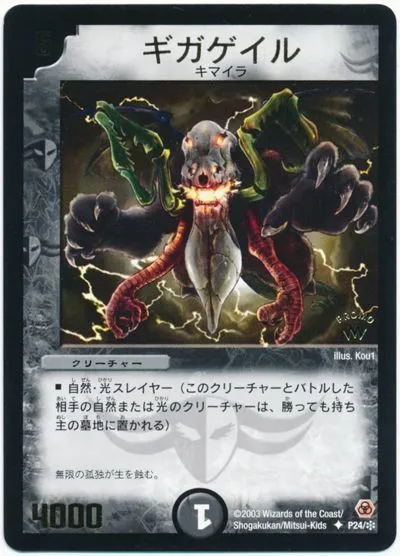 5
ギガゲイル
キマイラ
PROMO
W
illus. Kou1
クリーチャー
■ 自然・光スレイヤー（このクリーチャーとバトルした
相手の自然または光のクリーチャーは、勝っても持ち
主の墓地に置かれる）
無限の孤独が生を蝕む。
4000
1
©2003 Wizards of the Coast/
Shogakukan/Mitsui-Kids
P24/